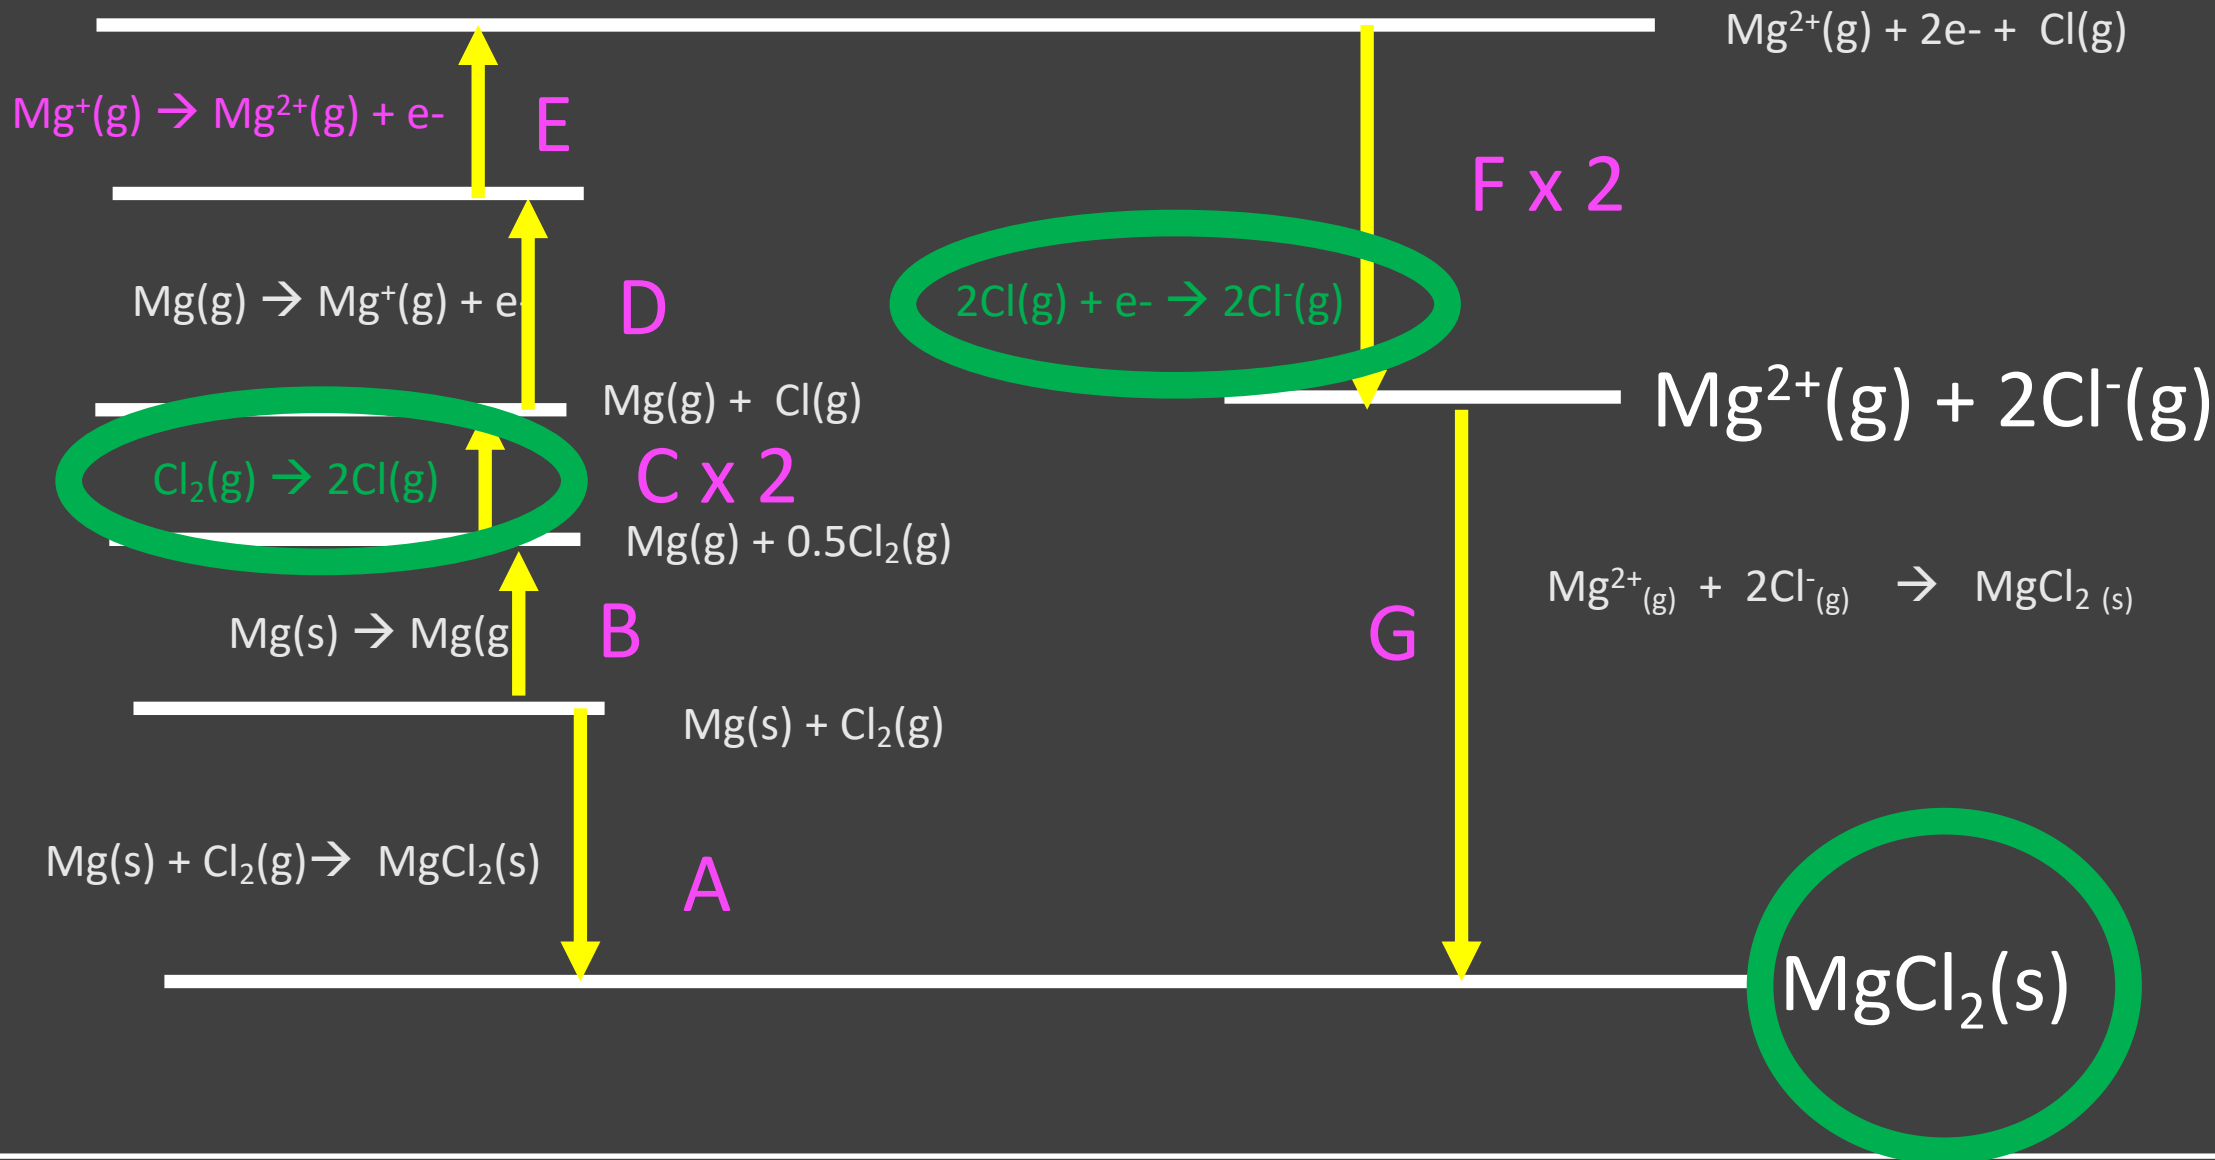 Mg²⁺(g) + 2e- + Cl(g)
Mg⁺(g) → Mg²⁺(g) + e-
E
F x 2
Mg(g) → Mg⁺(g) + e-
D
2Cl(g) + e- → 2Cl⁻(g)
Mg(g) + Cl(g)
Mg²⁺(g) + 2Cl⁻(g)
Cl₂(g) → 2Cl(g)
C x 2
Mg(g) + 0.5Cl₂(g)
Mg²⁺(g) + 2Cl⁻(g) → MgCl₂ (s)
Mg(s) → Mg(g
B
G
Mg(s) + Cl₂(g)
Mg(s) + Cl₂(g)→ MgCl₂(s)
A
MgCl₂(s)